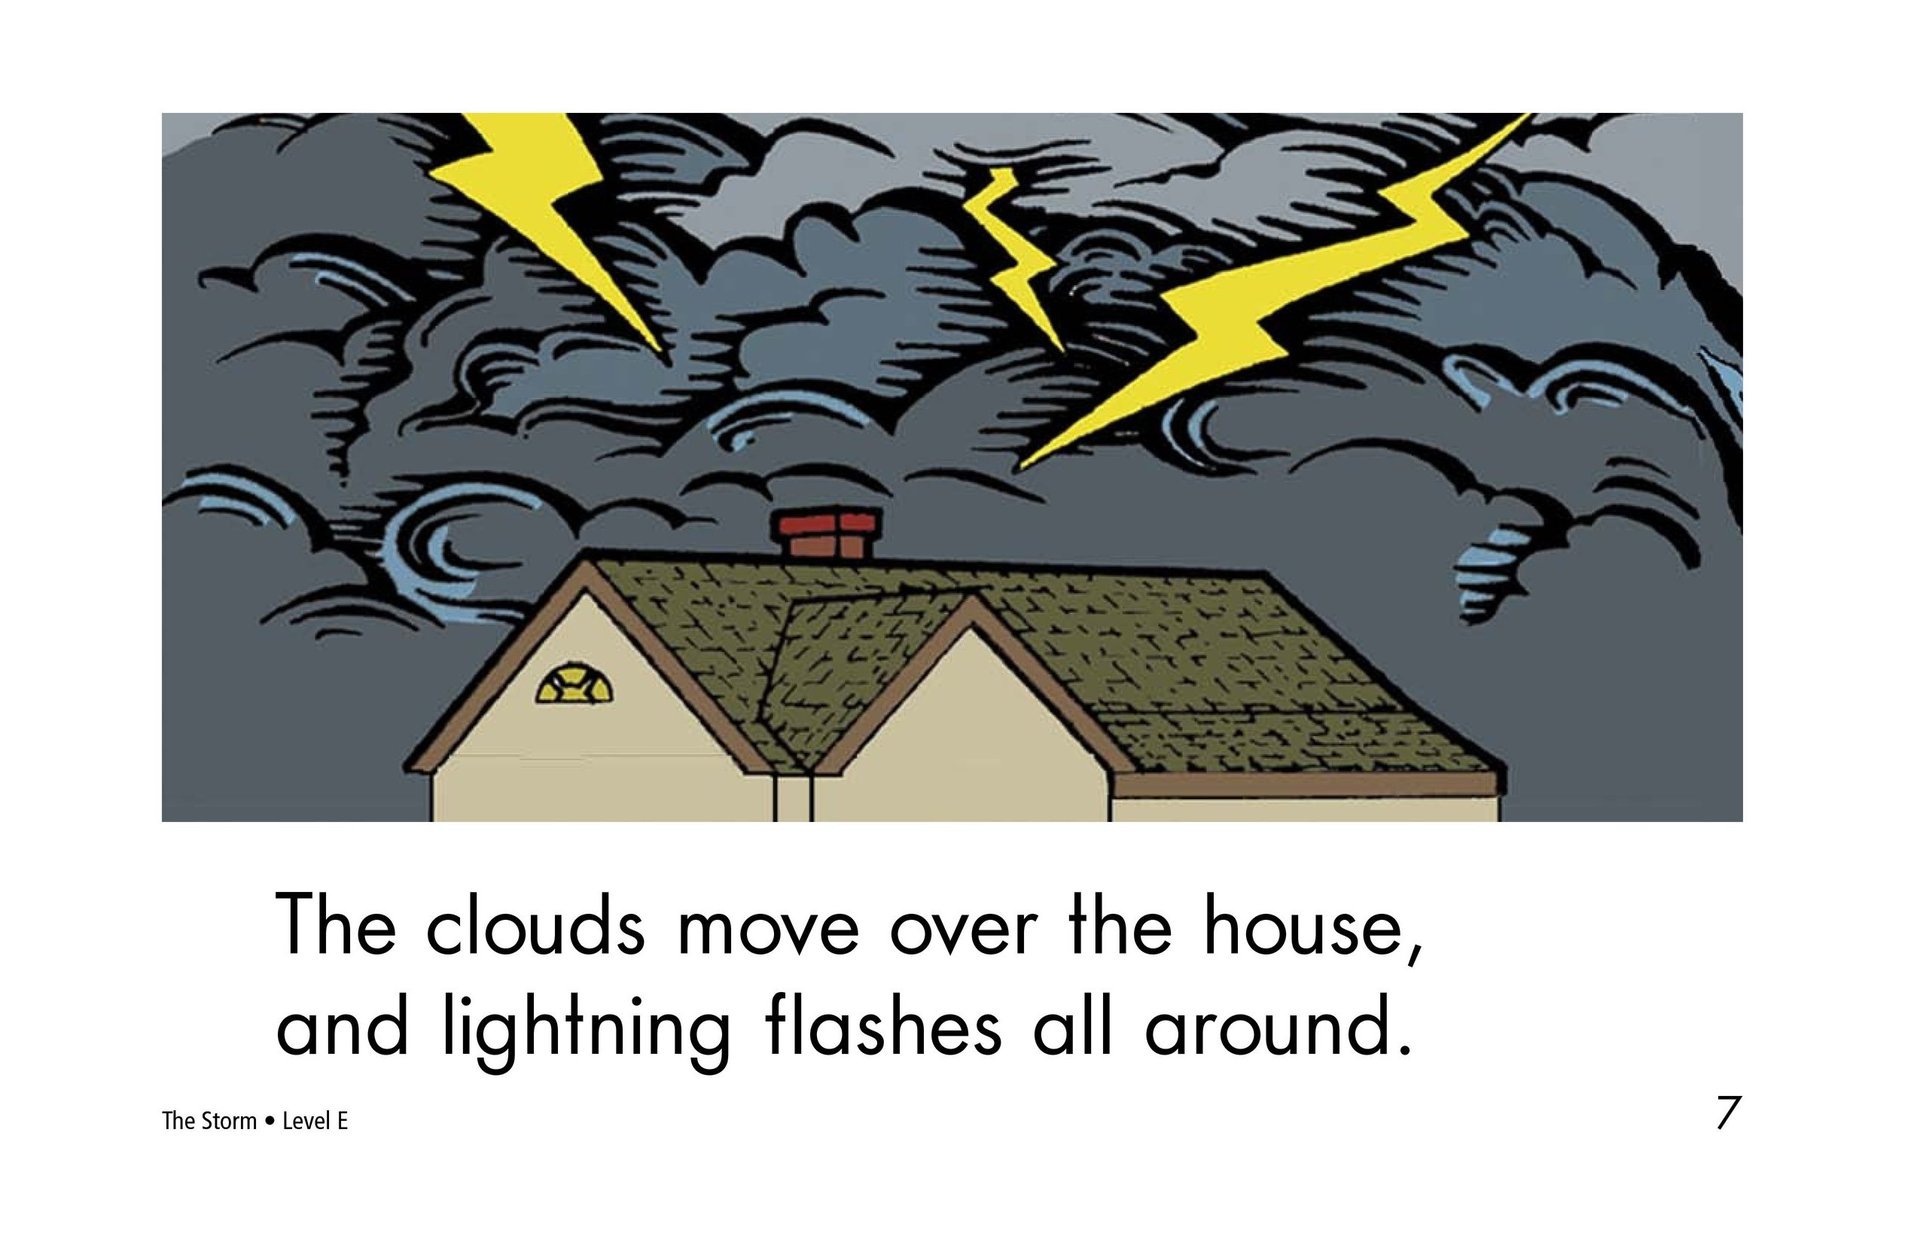 The clouds move over the house,
and lightning flashes all around.
The Storm • Level E
7